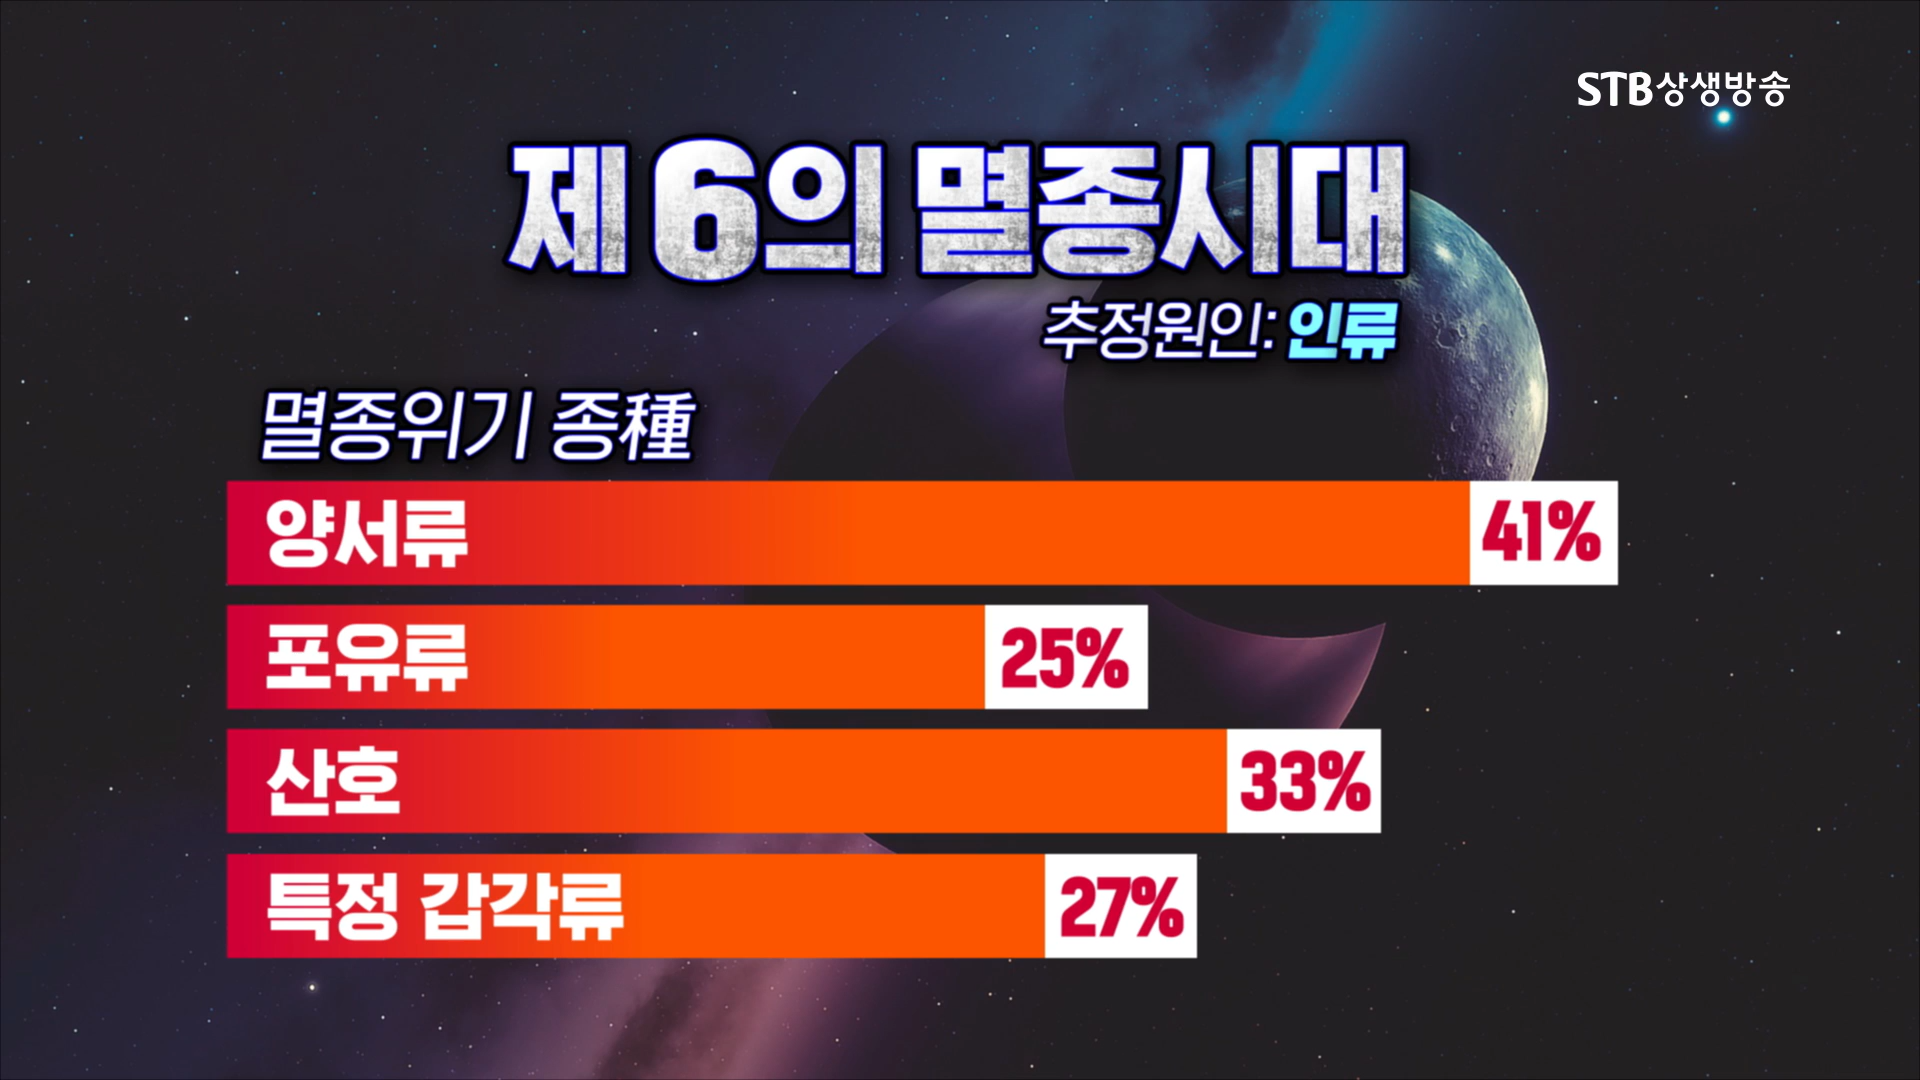 STB상생방송
제 6의 멸종시대
추정원인: 인류
멸종위기 종種
양서류 41%
포유류 25%
산호 33%
특정 갑각류 27%